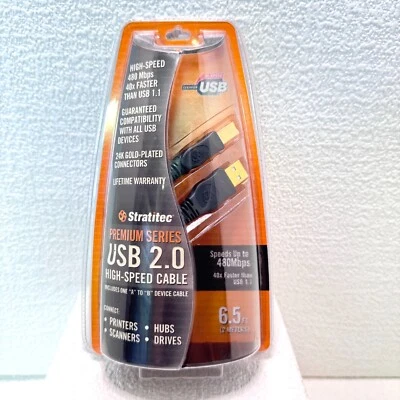 HIGH-SPEED
480 Mbps
40x FASTER
THAN USB 1.1
GUARANTEED
COMPATIBILITY
WITH ALL USB
DEVICES
24K GOLD-PLATED
CONNECTORS
LIFETIME WARRANTY
Stratitec
PREMIUM SERIES
USB 2.0
HIGH-SPEED CABLE
INCLUDES ONE "A" TO "B" DEVICE CABLE
CONNECT:
• PRINTERS • HUBS
• SCANNERS • DRIVES
USB
Speeds Up to
480Mbps
40x Faster than
USB 1.1
6.5